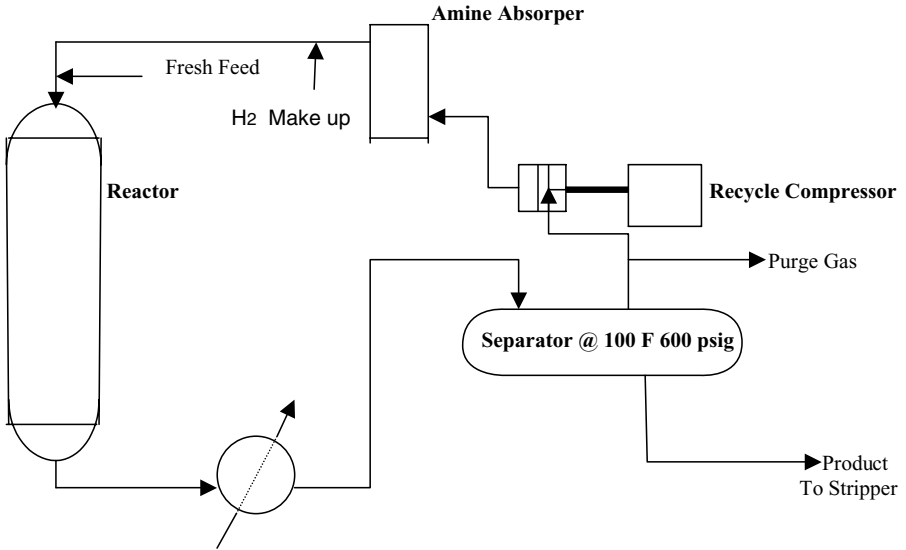 Amine Absorper
Fresh Feed
H2 Make up
Reactor
Recycle Compressor
Purge Gas
Separator @ 100 F 600 psig
Product
To Stripper